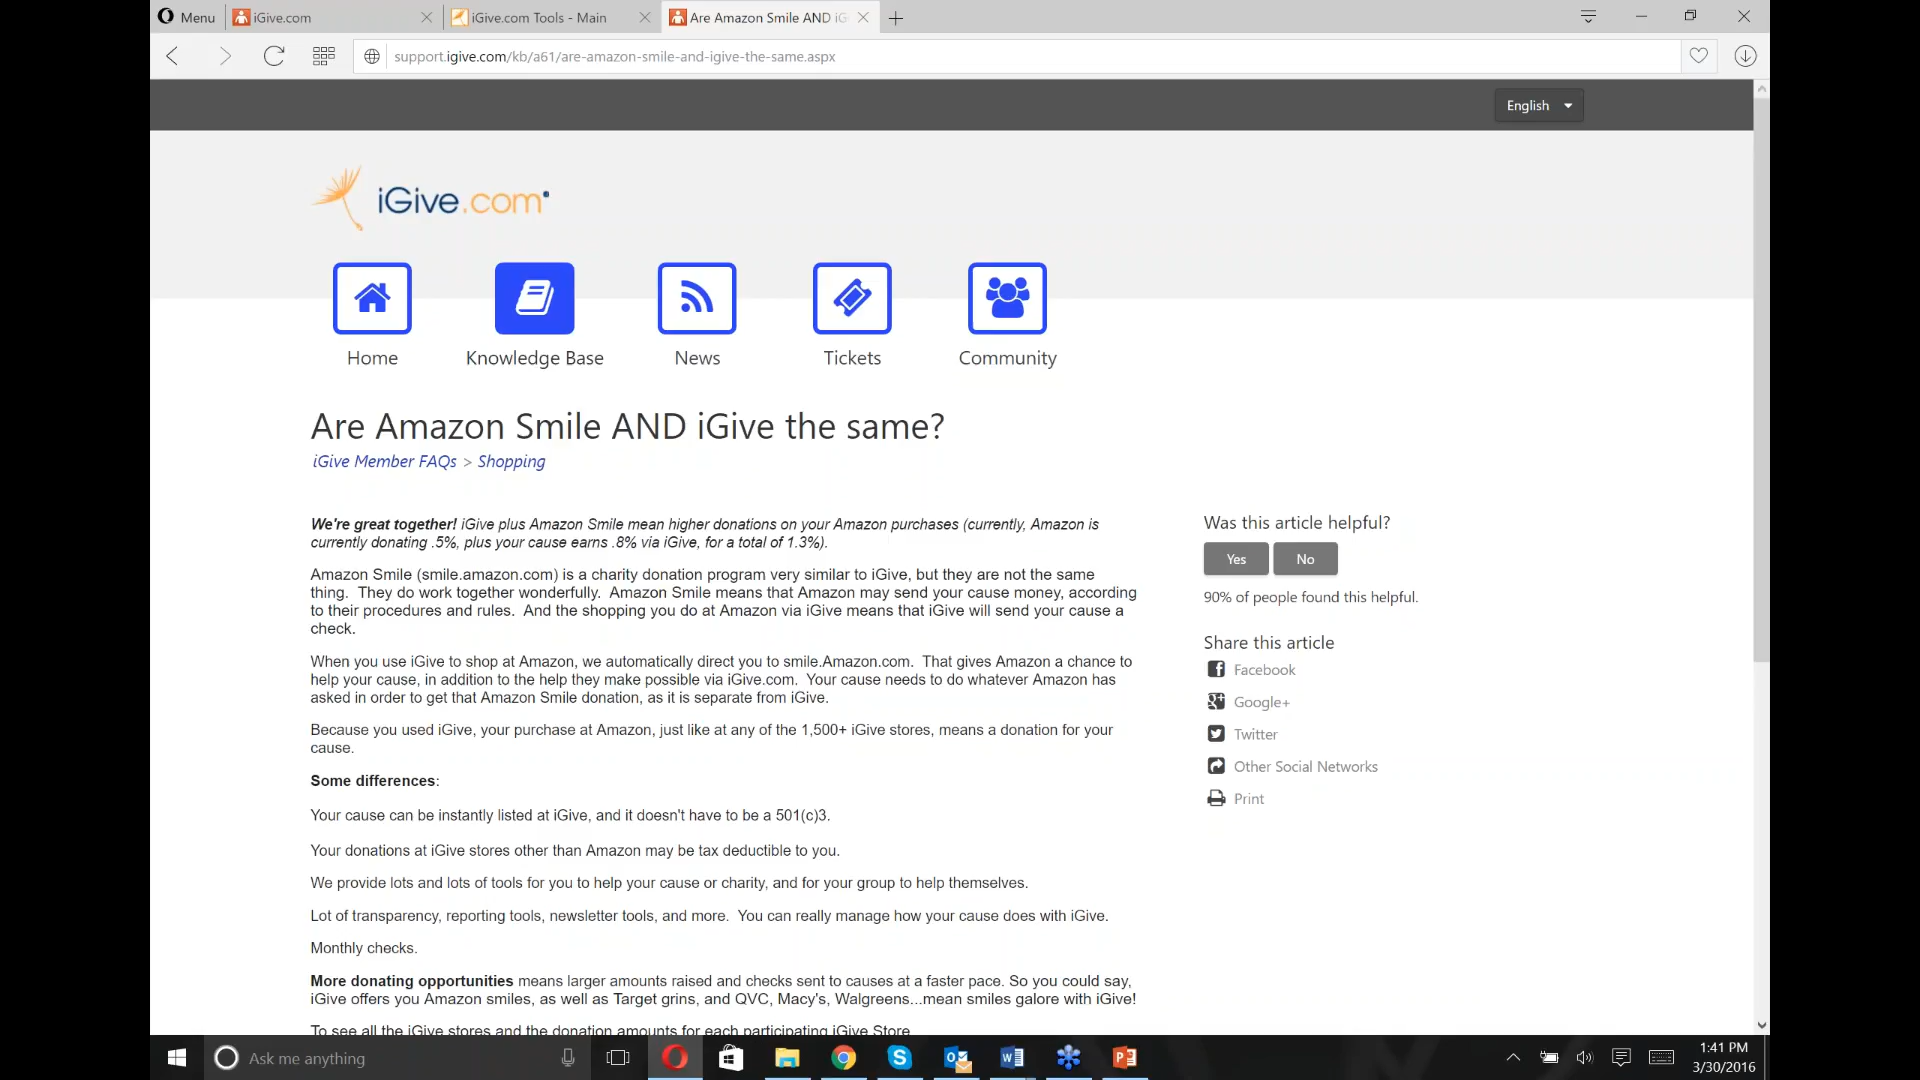 Menu
iGive.com
iGive.com Tools - Main
Are Amazon Smile AND iG
support.igive.com/kb/a61/are-amazon-smile-and-igive-the-same.aspx
English
iGive.com
Home
Knowledge Base
News
Tickets
Community
Are Amazon Smile AND iGive the same?
iGive Member FAQs > Shopping
We're great together! iGive plus Amazon Smile mean higher donations on your Amazon purchases (currently, Amazon is
currently donating .5%, plus your cause earns .8% via iGive, for a total of 1.3%).
Amazon Smile (smile.amazon.com) is a charity donation program very similar to iGive, but they are not the same
thing. They do work together wonderfully. Amazon Smile means that Amazon may send your cause money, according
to their procedures and rules. And the shopping you do at Amazon via iGive means that iGive will send your cause a
check.
When you use iGive to shop at Amazon, we automatically direct you to smile.Amazon.com. That gives Amazon a chance to
help your cause, in addition to the help they make possible via iGive.com. Your cause needs to do whatever Amazon has
asked in order to get that Amazon Smile donation, as it is separate from iGive.
Because you used iGive, your purchase at Amazon, just like at any of the 1,500+ iGive stores, means a donation for your
cause.
Some differences:
Your cause can be instantly listed at iGive, and it doesn't have to be a 501(c)3.
Your donations at iGive stores other than Amazon may be tax deductible to you.
We provide lots and lots of tools for you to help your cause or charity, and for your group to help themselves.
Lot of transparency, reporting tools, newsletter tools, and more. You can really manage how your cause does with iGive.
Monthly checks.
More donating opportunities means larger amounts raised and checks sent to causes at a faster pace. So you could say,
iGive offers you Amazon smiles, as well as Target grins, and QVC, Macy's, Walgreens...mean smiles galore with iGive!
To see all the iGive stores and the donation amounts for each participating iGive Store
Was this article helpful?
Yes
No
90% of people found this helpful.
Share this article
Facebook
Google+
Twitter
Other Social Networks
Print
Ask me anything
1:41 PM
3/30/2016